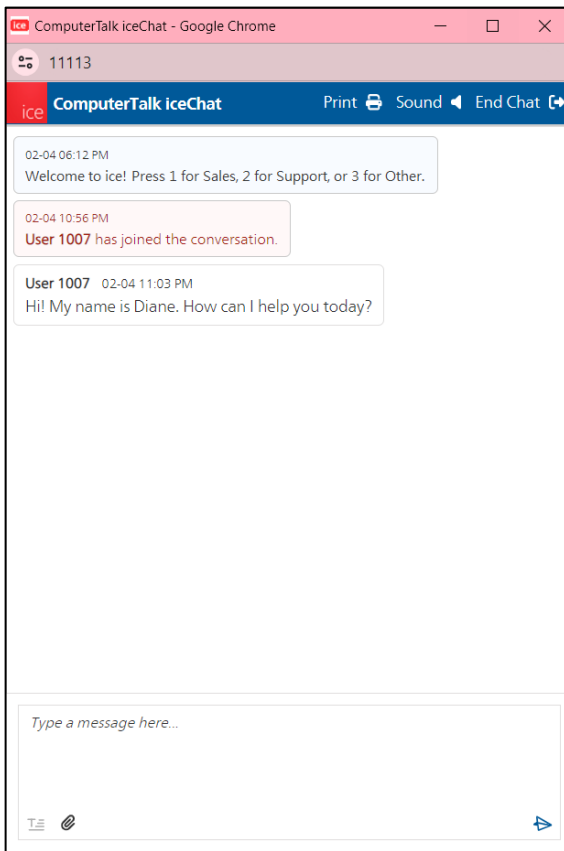 ice ComputerTalk iceChat - Google Chrome
11113
ice ComputerTalk iceChat Print Sound End Chat
02-04 06:12 PM
Welcome to ice! Press 1 for Sales, 2 for Support, or 3 for Other.
02-04 10:56 PM
User 1007 has joined the conversation.
User 1007 02-04 11:03 PM
Hi! My name is Diane. How can I help you today?
Type a message here...